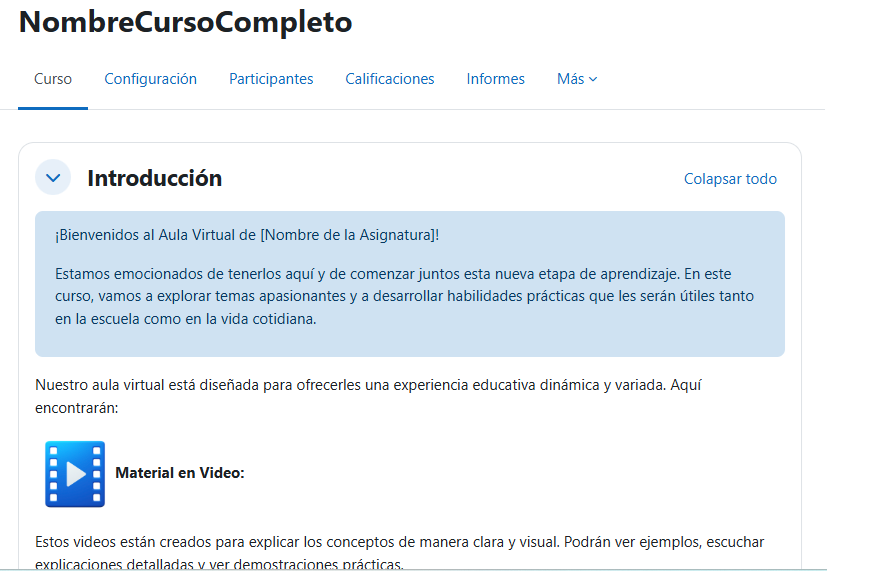 NombreCursoCompleto
Curso Configuración Participantes Calificaciones Informes Más
Introducción
Colapsar todo
¡Bienvenidos al Aula Virtual de [Nombre de la Asignatura]!
Estamos emocionados de tenerlos aquí y de comenzar juntos esta nueva etapa de aprendizaje. En este
curso, vamos a explorar temas apasionantes y a desarrollar habilidades prácticas que les serán útiles tanto
en la escuela como en la vida cotidiana.
Nuestro aula virtual está diseñada para ofrecerles una experiencia educativa dinámica y variada. Aquí
encontrarán:
Material en Video:
Estos videos están creados para explicar los conceptos de manera clara y visual. Podrán ver ejemplos, escuchar
explicaciones detalladas y ver demostraciones prácticas.